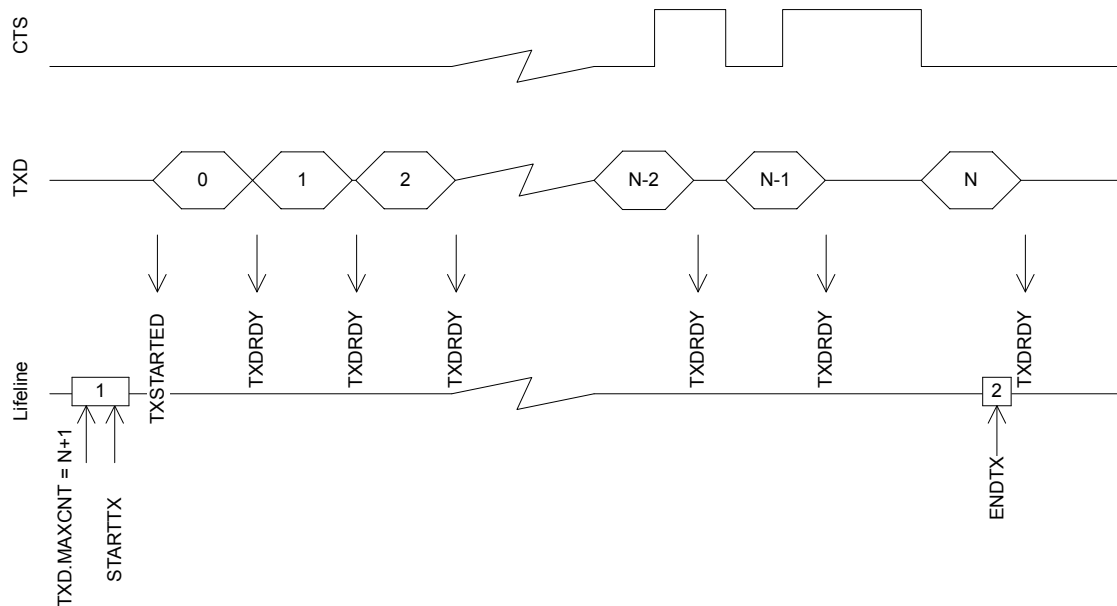 CTS
TXD
0
1
2
N-2
N-1
N
TXSTARTED
TXDRDY
TXDRDY
TXDRDY
TXDRDY
TXDRDY
TXDRDY
Lifeline
1
2
TXD.MAXCNT = N+1
STARTTX
ENDTX